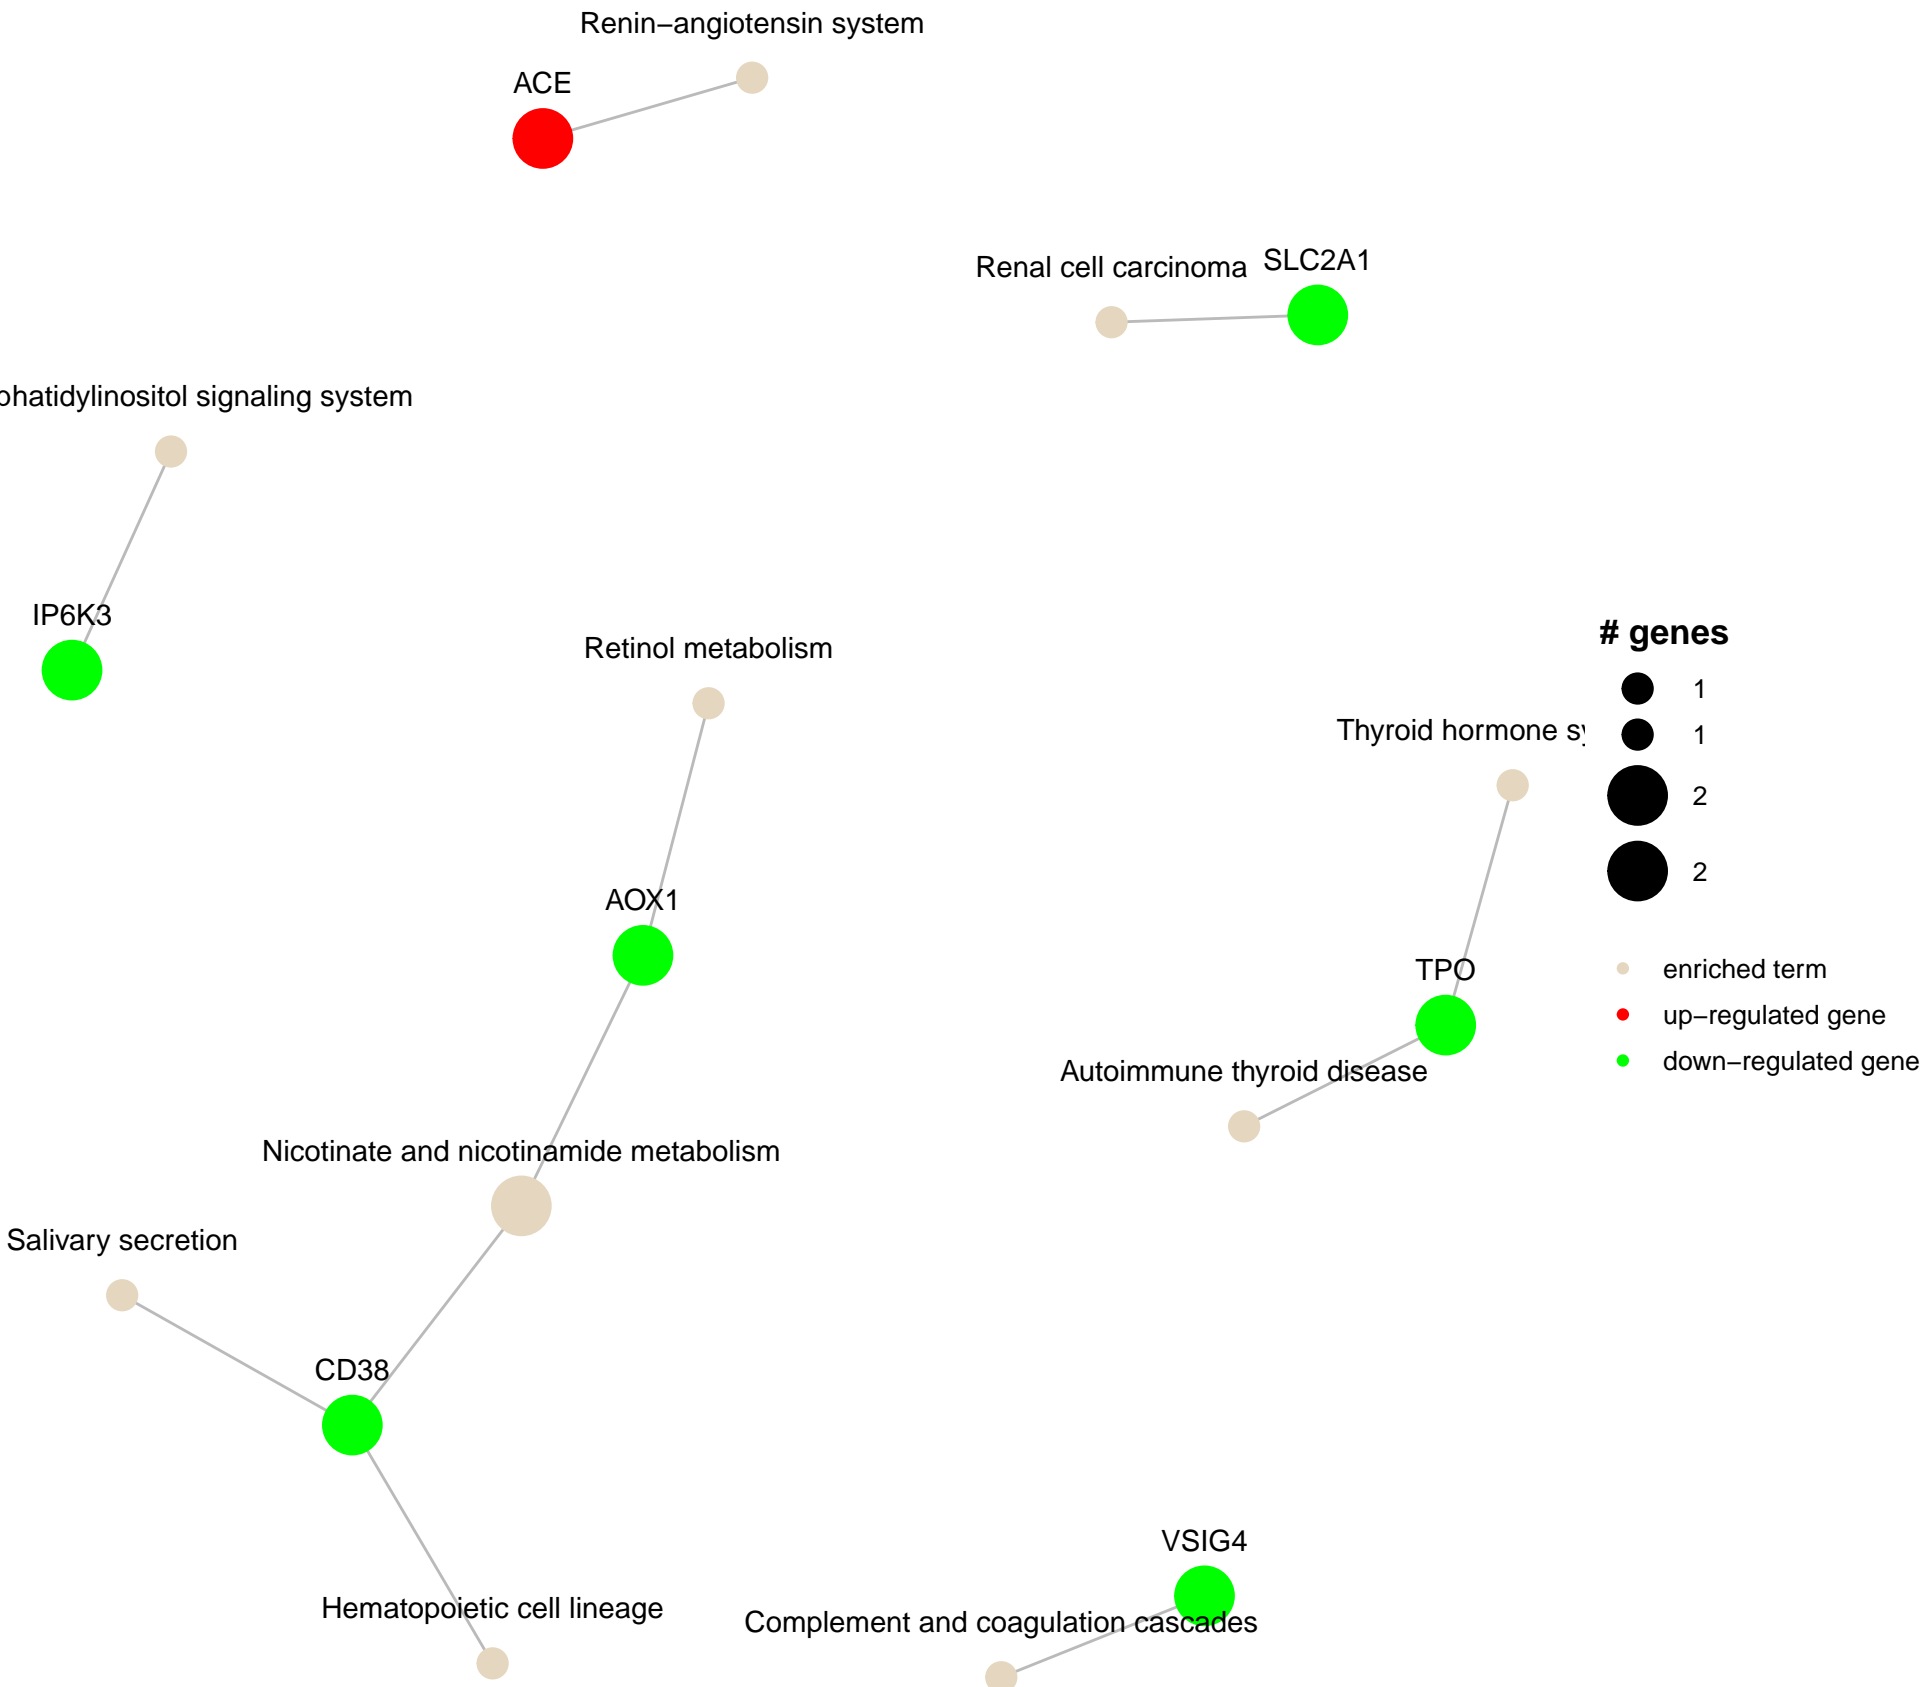 Renin−angiotensin system
ACE
SLC2A1
Renal cell carcinoma
phatidylinositol signaling system
IP6K3
# genes
Retinol metabolism
1
Thyroid hormone sy
1
2
2
AOX1
TPO
enriched term
up−regulated gene
down−regulated gene
Autoimmune thyroid disease
Nicotinate and nicotinamide metabolism
Salivary secretion
CD38
VSIG4
Hematopoietic cell lineage
Complement and coagulation cascades